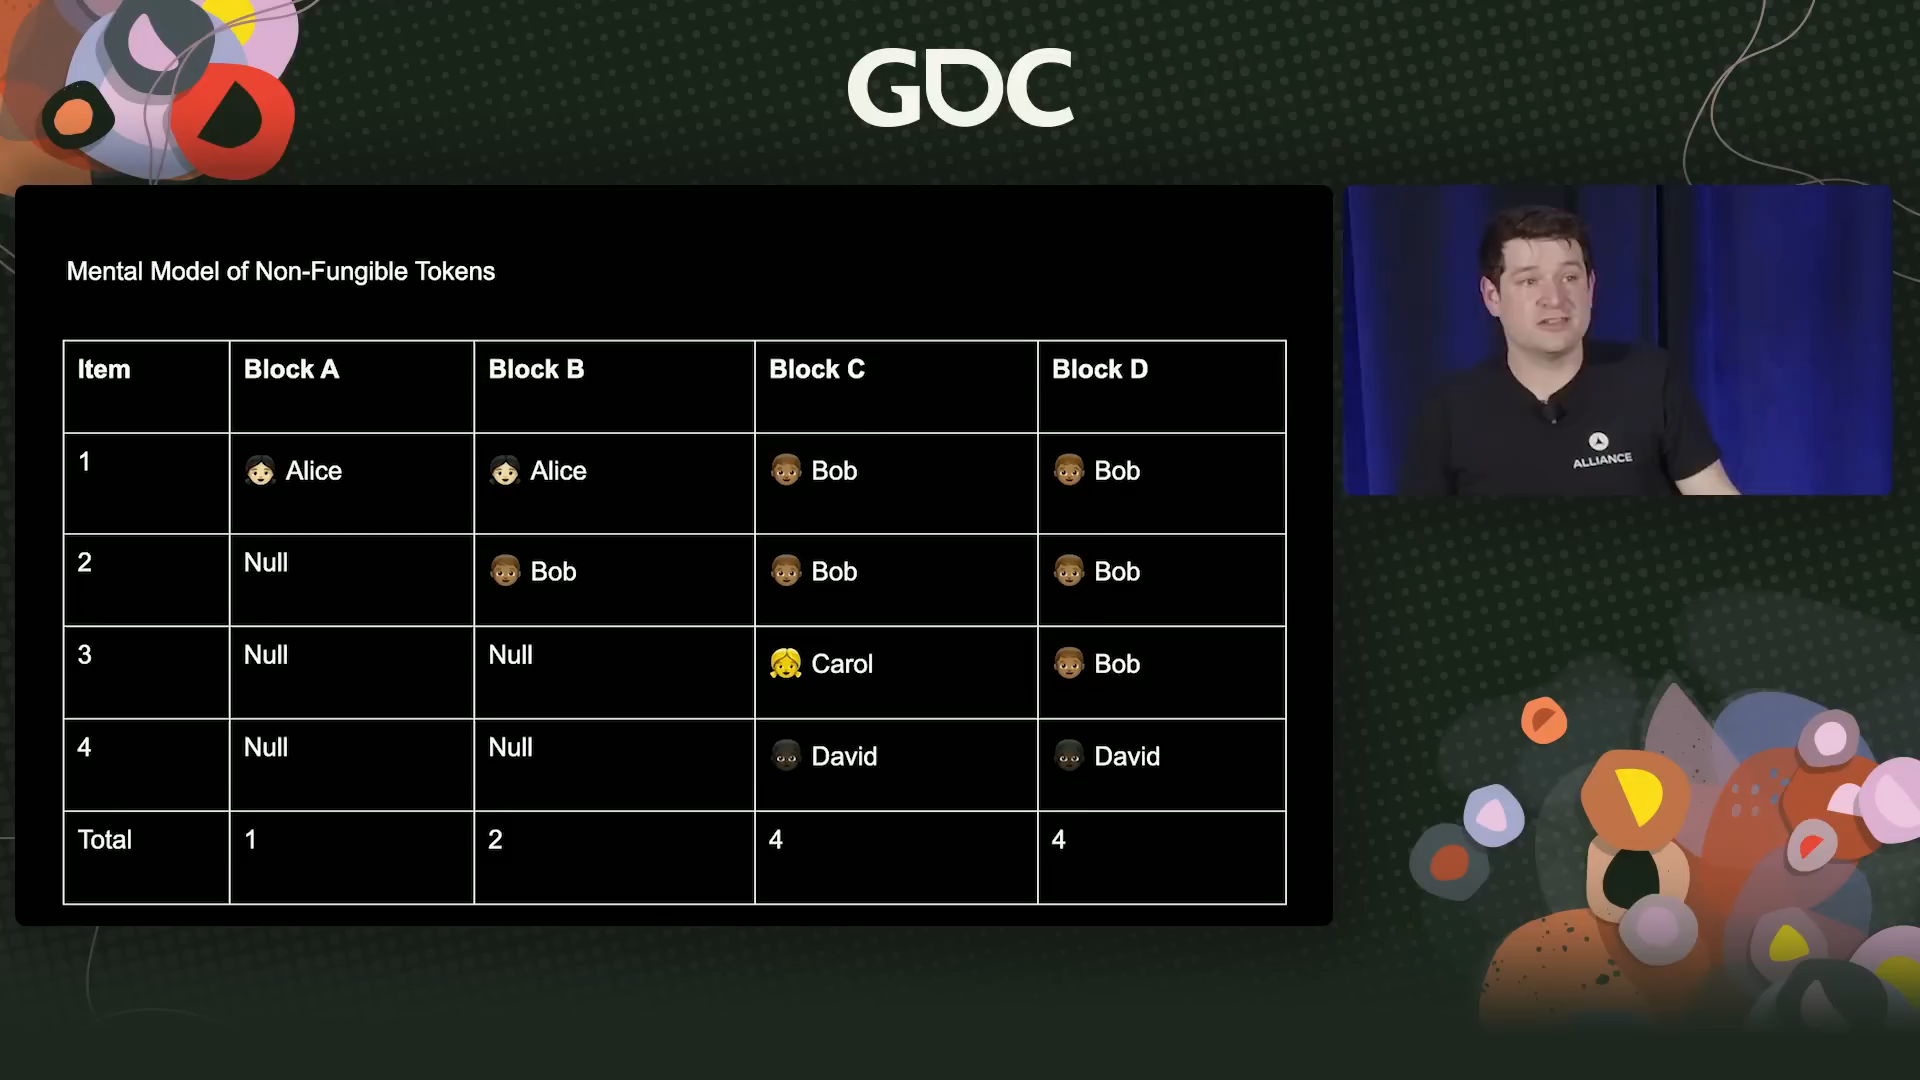 GDC
Mental Model of Non-Fungible Tokens
Item Block A Block B Block C Block D
1 Alice Alice Bob Bob
2 Null Bob Bob Bob
3 Null Null Carol Bob
4 Null Null David David
Total 1 2 4 4
ALLIANCE